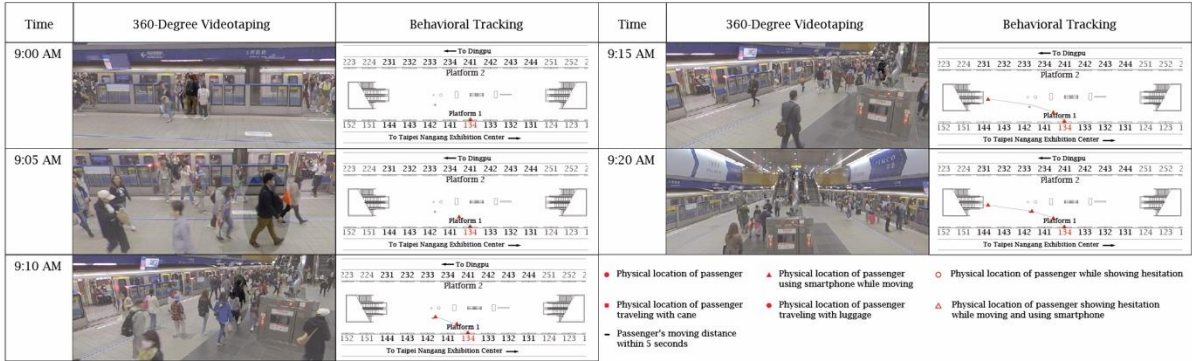 Time 360-Degree Videotaping Behavioral Tracking Time 360-Degree Videotaping Behavioral Tracking
9:00 AM
← To Dingpu
223 224 231 232 233 234 241 242 243 244 251 252 2
Platform 2
Platform 1
152 151 144 143 142 141 134 133 132 131 124 123 1
To Taipei Nangang Exhibition Center →
9:15 AM
← To Dingpu
223 224 231 232 233 234 241 242 243 244 251 252 2
Platform 2
Platform 1
152 151 144 143 142 141 134 133 132 131 124 123 1
To Taipei Nangang Exhibition Center →
9:05 AM
← To Dingpu
223 224 231 232 233 234 241 242 243 244 251 252 2
Platform 2
Platform 1
152 151 144 143 142 141 134 133 132 131 124 123 1
To Taipei Nangang Exhibition Center →
9:20 AM
← To Dingpu
223 224 231 232 233 234 241 242 243 244 251 252 2
Platform 2
Platform 1
152 151 144 143 142 141 134 133 132 131 124 123 1
To Taipei Nangang Exhibition Center →
9:10 AM
← To Dingpu
223 224 231 232 233 234 241 242 243 244 251 252 2
Platform 2
Platform 1
152 151 144 143 142 141 134 133 132 131 124 123 1
To Taipei Nangang Exhibition Center →
Physical location of passenger
Physical location of passenger
using smartphone while moving
Physical location of passenger while showing hesitation
Physical location of passenger
traveling with cane
Physical location of passenger
traveling with luggage
Physical location of passenger showing hesitation
while moving and using smartphone
Passenger's moving distance
within 5 seconds